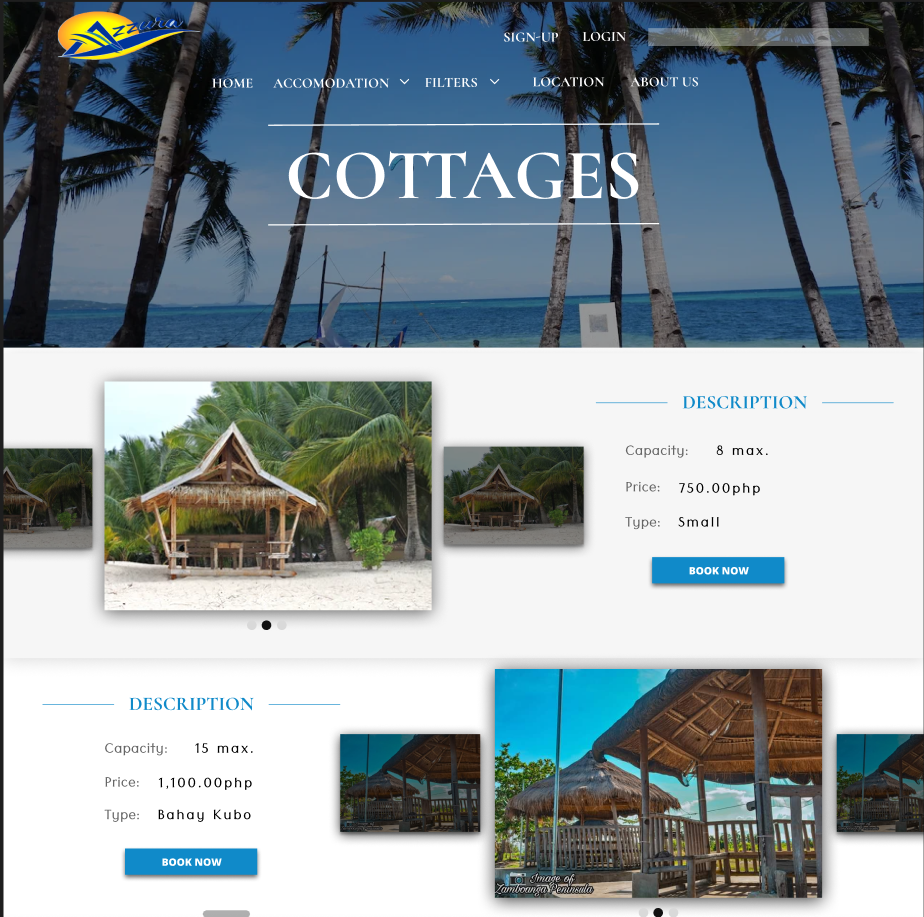 Azzura
SIGN-UP LOGIN
HOME ACCOMODATION FILTERS LOCATION ABOUT US
COTTAGES
DESCRIPTION
Capacity: 8 max.
Price: 750.00php
Type: Small
BOOK NOW
DESCRIPTION
Capacity: 15 max.
Price: 1,100.00php
Type: Bahay Kubo
BOOK NOW
Image of
Zamboanga Peninsula